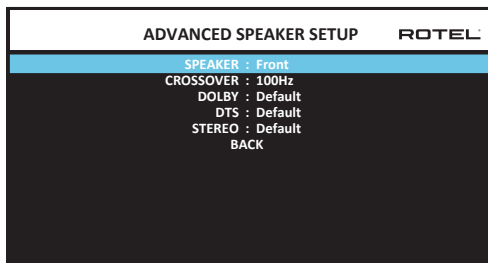 ADVANCED SPEAKER SETUP ROTEL
SPEAKER : Front
CROSSOVER : 100Hz
DOLBY : Default
DTS : Default
STEREO : Default
BACK